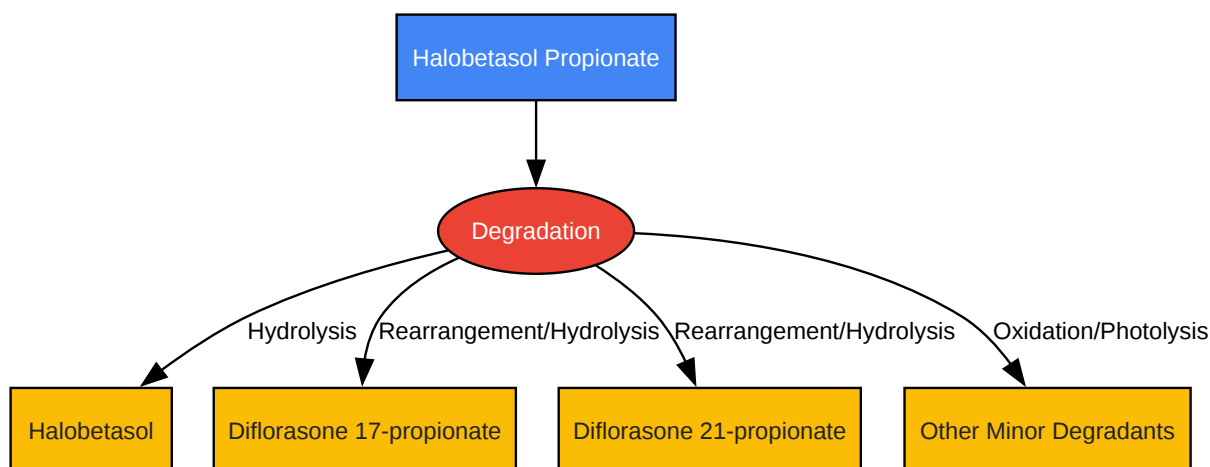 Halobetasol Propionate
Degradation
Hydrolysis
Rearrangement/Hydrolysis
Rearrangement/Hydrolysis
Oxidation/Photolysis
Halobetasol
Diflorasone 17-propionate
Diflorasone 21-propionate
Other Minor Degradants